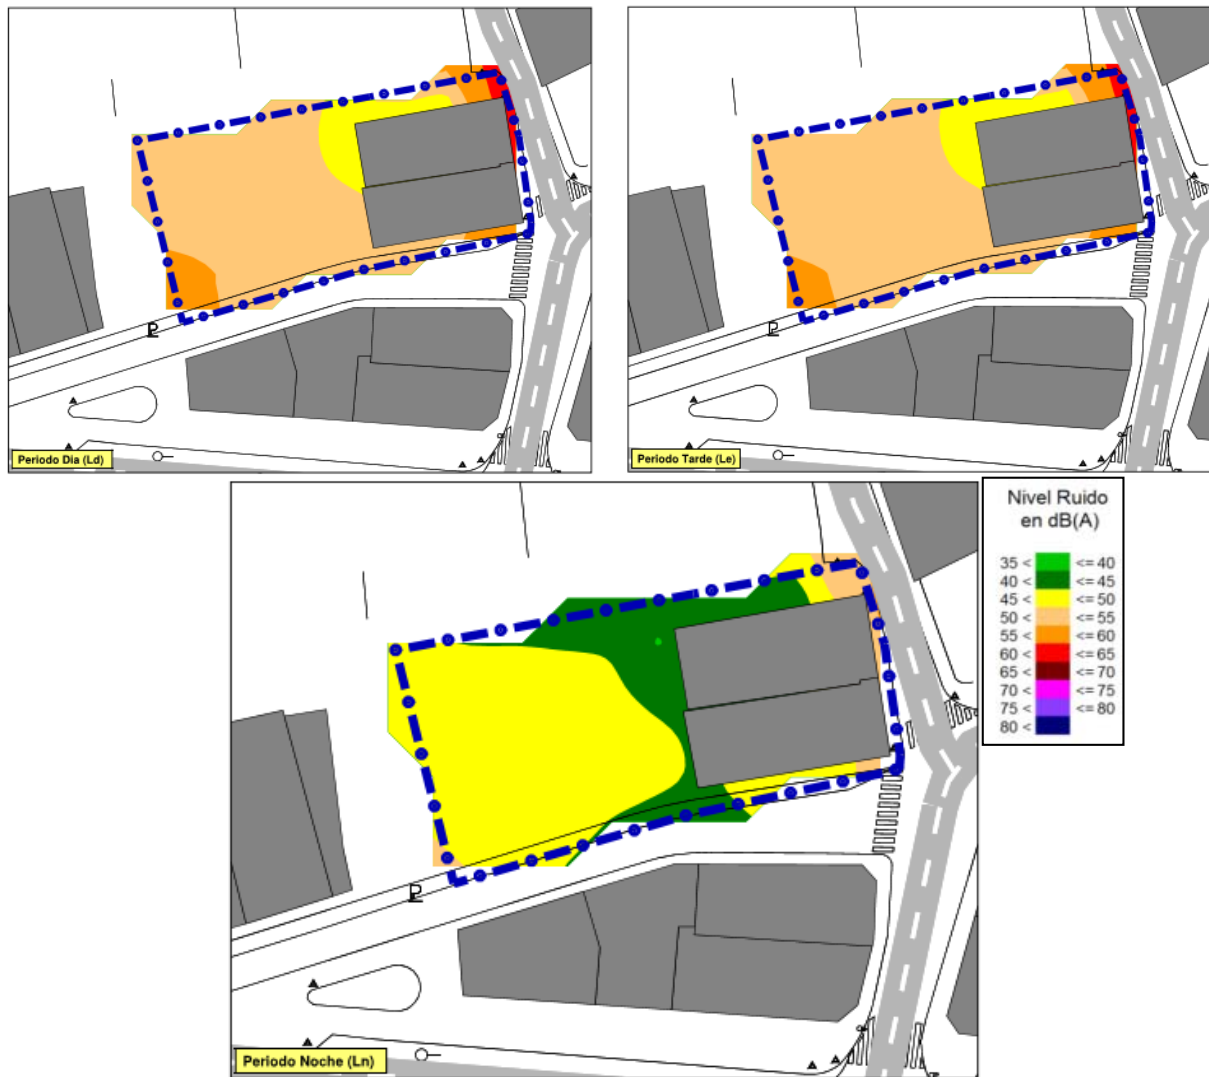 Periodo Dia (Ld)
Periodo Tarde (Le)
Nivel Ruido
en dB(A)
35 < <= 40
40 < <= 45
45 < <= 50
50 < <= 55
55 < <= 60
60 < <= 65
65 < <= 70
70 < <= 75
75 < <= 80
80 <
Periodo Noche (Ln)